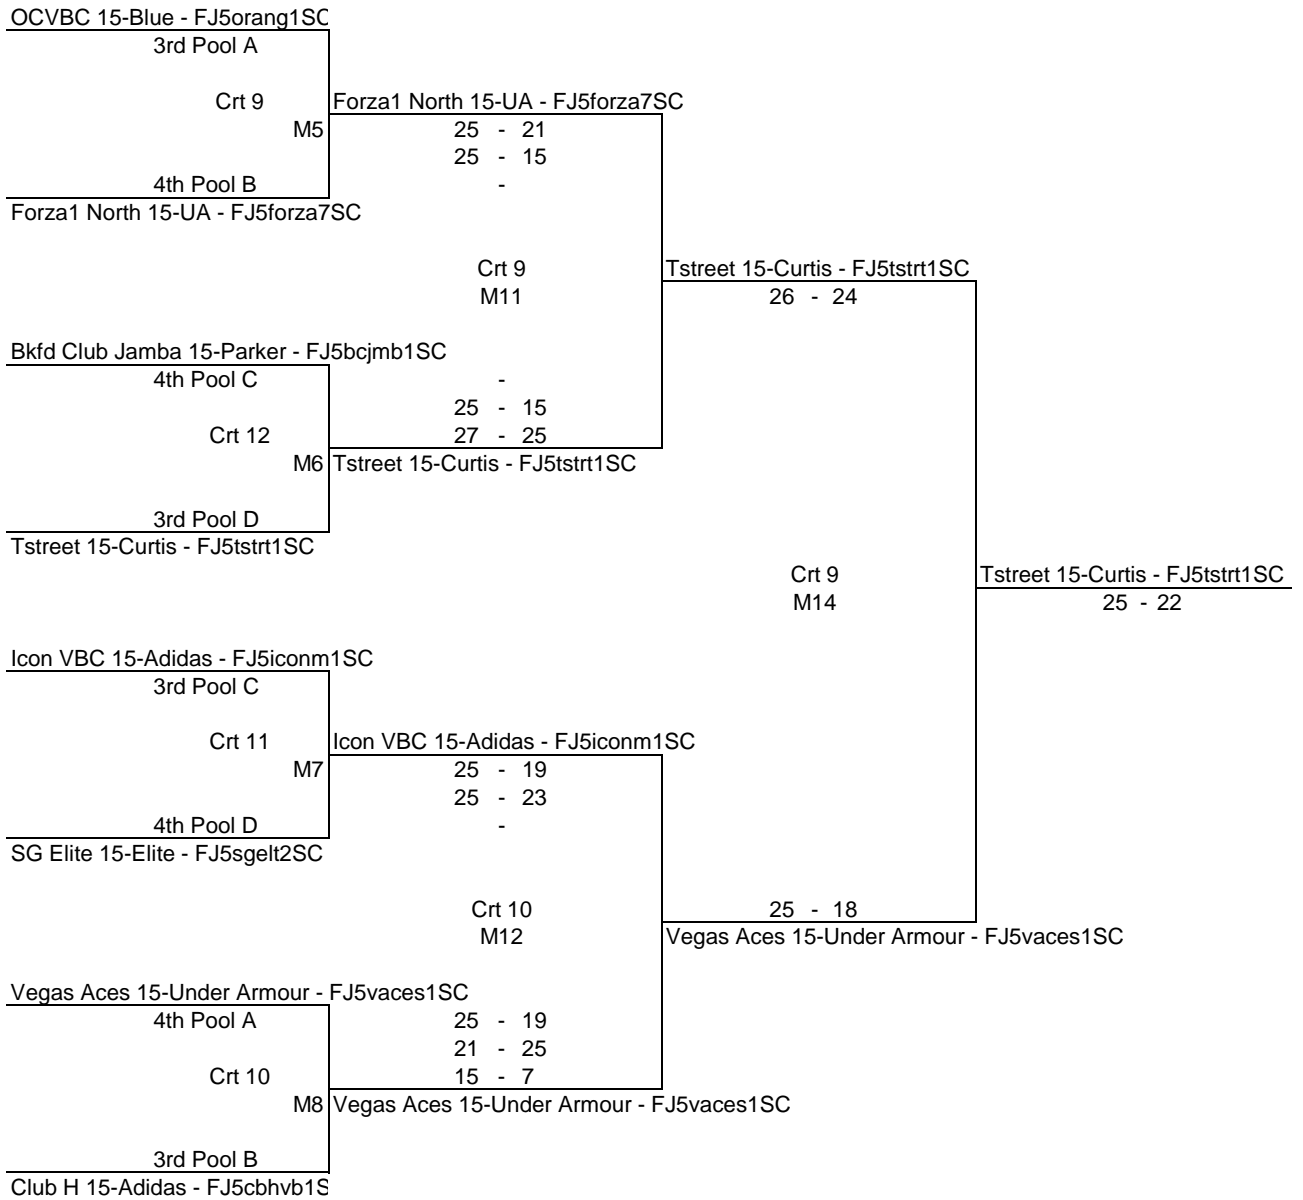 OCVBC 15-Blue - FJ5orang1SC
3rd Pool A
Crt 9
Forza1 North 15-UA - FJ5forza7SC
M5
25 - 21
25 - 15
4th Pool B
-
Forza1 North 15-UA - FJ5forza7SC
Crt 9
Tstreet 15-Curtis - FJ5tstrt1SC
M11
26 - 24
Bkfd Club Jamba 15-Parker - FJ5bcjmb1SC
4th Pool C
-
25 - 15
Crt 12
27 - 25
M6
Tstreet 15-Curtis - FJ5tstrt1SC
3rd Pool D
Tstreet 15-Curtis - FJ5tstrt1SC
Crt 9
Tstreet 15-Curtis - FJ5tstrt1SC
M14
25 - 22
Icon VBC 15-Adidas - FJ5iconm1SC
3rd Pool C
Crt 11
Icon VBC 15-Adidas - FJ5iconm1SC
M7
25 - 19
25 - 23
4th Pool D
-
SG Elite 15-Elite - FJ5sgelt2SC
Crt 10
25 - 18
M12
Vegas Aces 15-Under Armour - FJ5vaces1SC
Vegas Aces 15-Under Armour - FJ5vaces1SC
4th Pool A
25 - 19
21 - 25
Crt 10
15 - 7
M8
Vegas Aces 15-Under Armour - FJ5vaces1SC
3rd Pool B
Club H 15-Adidas - FJ5cbhvb1S